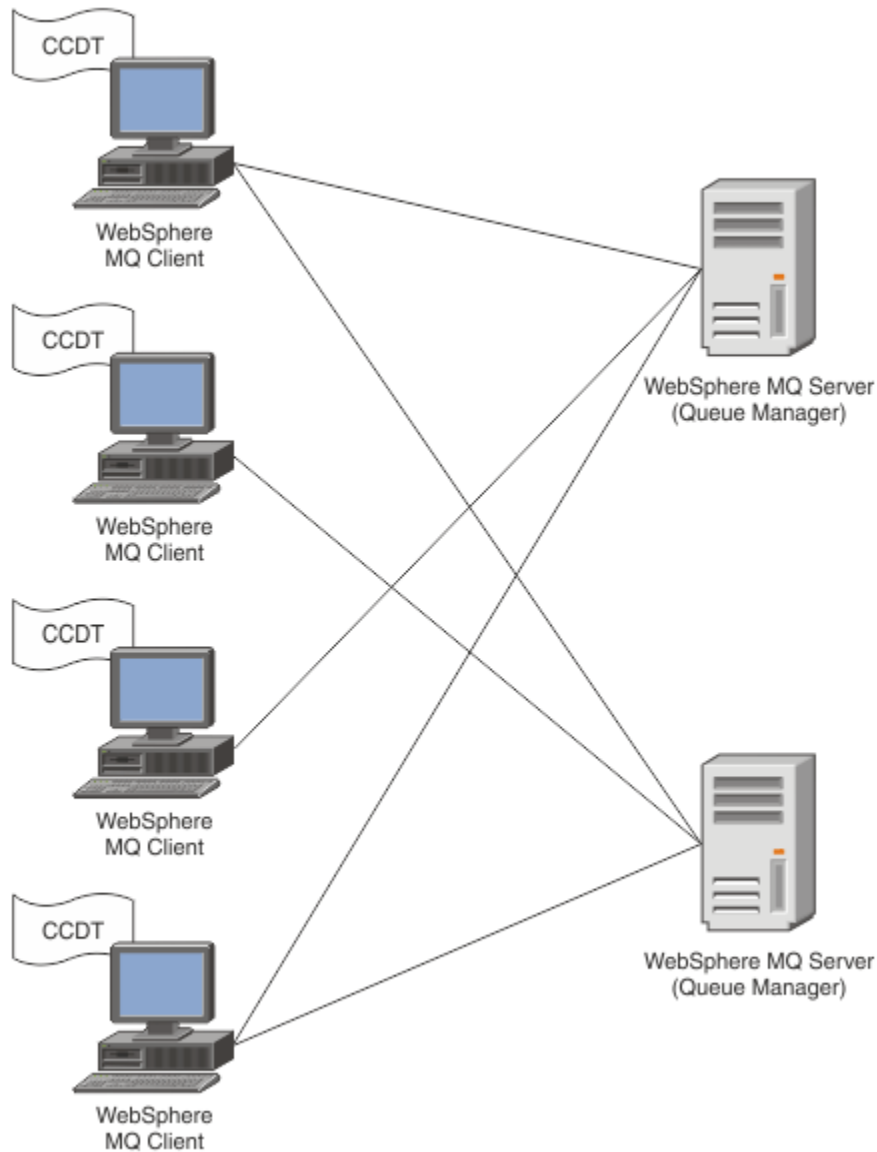 CCDT
WebSphere
MQ Client
CCDT
WebSphere
MQ Client
CCDT
WebSphere
MQ Client
CCDT
WebSphere
MQ Client
WebSphere MQ Server
(Queue Manager)
WebSphere MQ Server
(Queue Manager)